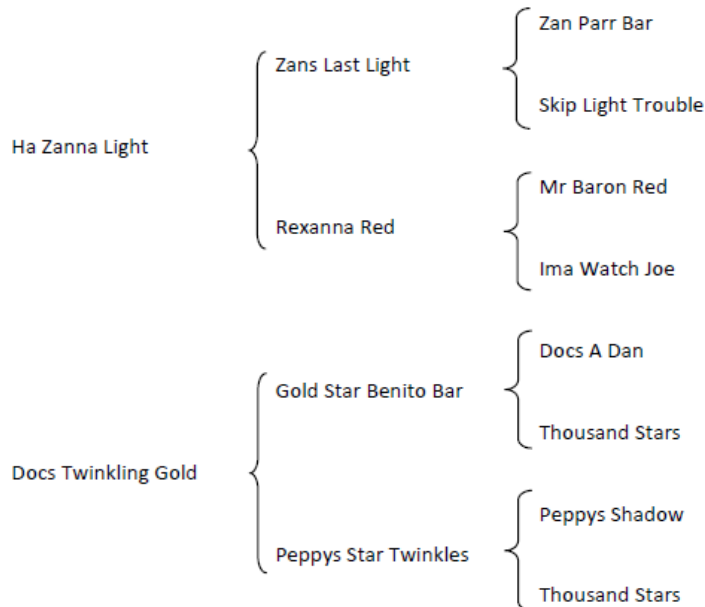 Zan Parr Bar
Zans Last Light
Skip Light Trouble
Ha Zanna Light
Mr Baron Red
Rexanna Red
Ima Watch Joe
Docs A Dan
Gold Star Benito Bar
Thousand Stars
Docs Twinkling Gold
Peppys Shadow
Peppys Star Twinkles
Thousand Stars